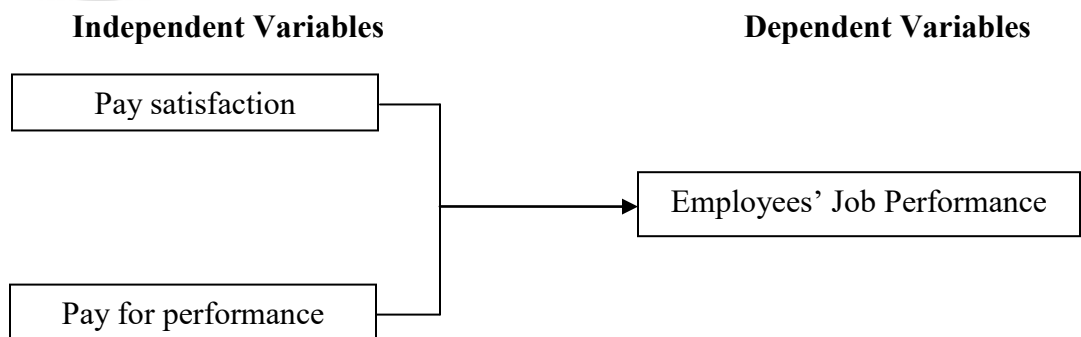 Independent Variables
Dependent Variables
Pay satisfaction
Employees’ Job Performance
Pay for performance